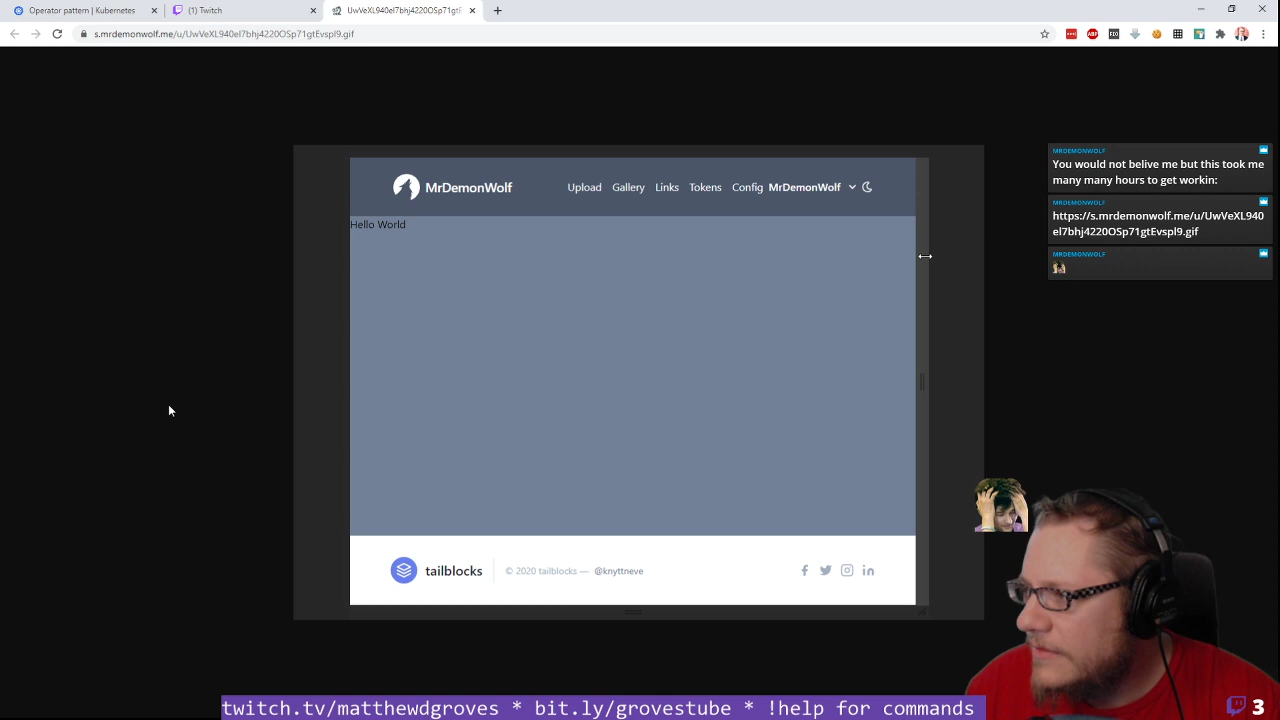 Operator pattern | Kubernetes
(1) Twitch
UwVeXL940el7bhj4220OSp71gtE
s.mrdemonwolf.me/u/UwVeXL940el7bhj4220OSp71gtEvspl9.gif
MrDemonWolf
Upload
Gallery
Links
Tokens
Config
MrDemonWolf
Hello World
tailblocks
© 2020 tailblocks —
@knyttneve
MRDEMONWOLF
You would not belive me but this took me
many many hours to get workin:
MRDEMONWOLF
https://s.mrdemonwolf.me/u/UwVeXL940
el7bhj4220OSp71gtEvspl9.gif
MRDEMONWOLF
twitch.tv/matthewdgroves * bit.ly/grovestube * !help for commands
3